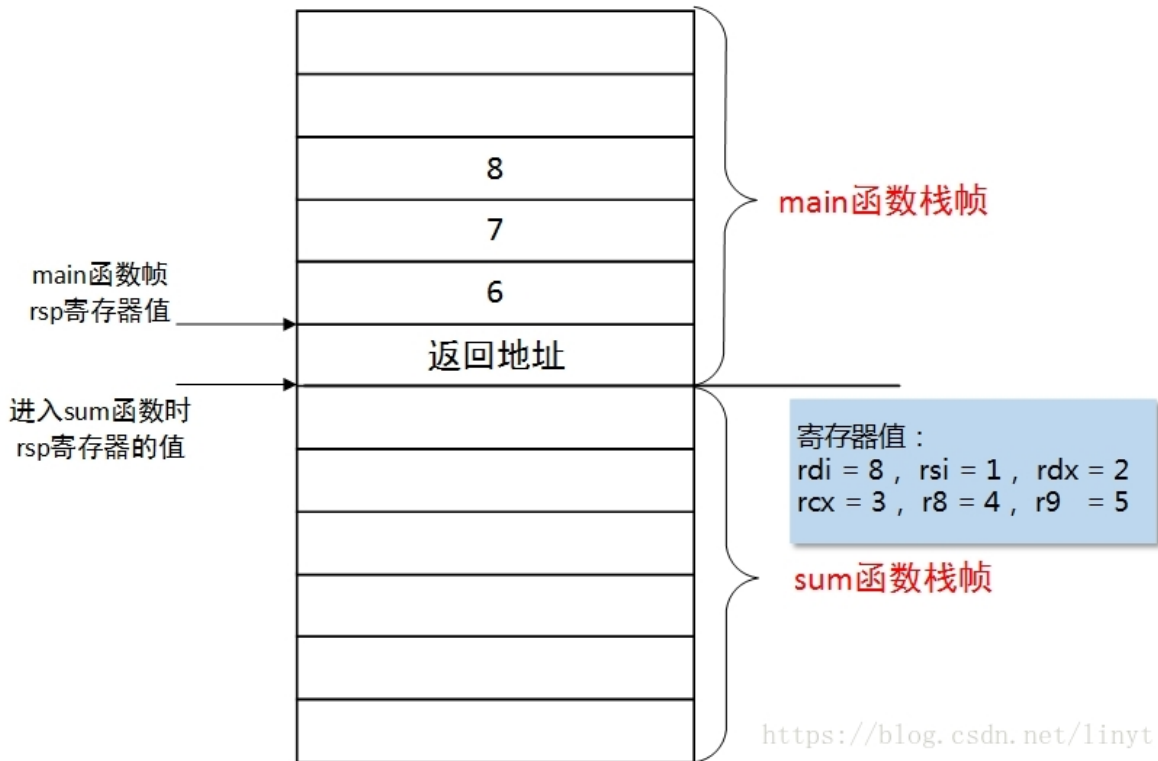 8
7
main函数栈帧
6
main函数帧
rsp寄存器值
返回地址
进入sum函数时
rsp寄存器的值
寄存器值：
rdi = 8 , rsi = 1 , rdx = 2
rcx = 3 , r8 = 4 , r9 = 5
sum函数栈帧
https://blog.csdn.net/linyt